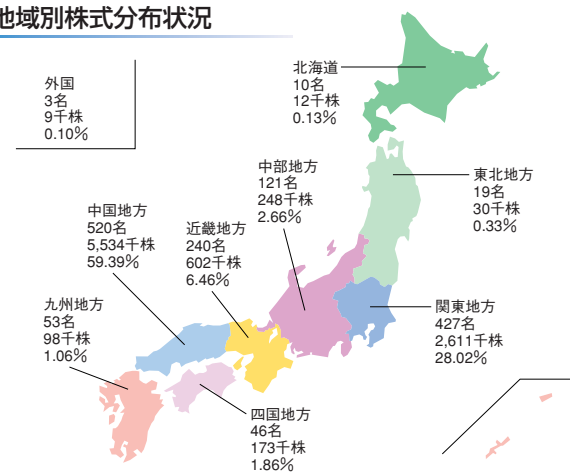 地域別株式分布状況
外国
3名
9千株
0.10％
北海道
10名
12千株
0.13％
中部地方
121名
248千株
2.66％
東北地方
19名
30千株
0.33％
中国地方
520名
5,534千株
59.39％
近畿地方
240名
602千株
6.46％
九州地方
53名
98千株
1.06％
関東地方
427名
2,611千株
28.02％
四国地方
46名
173千株
1.86％